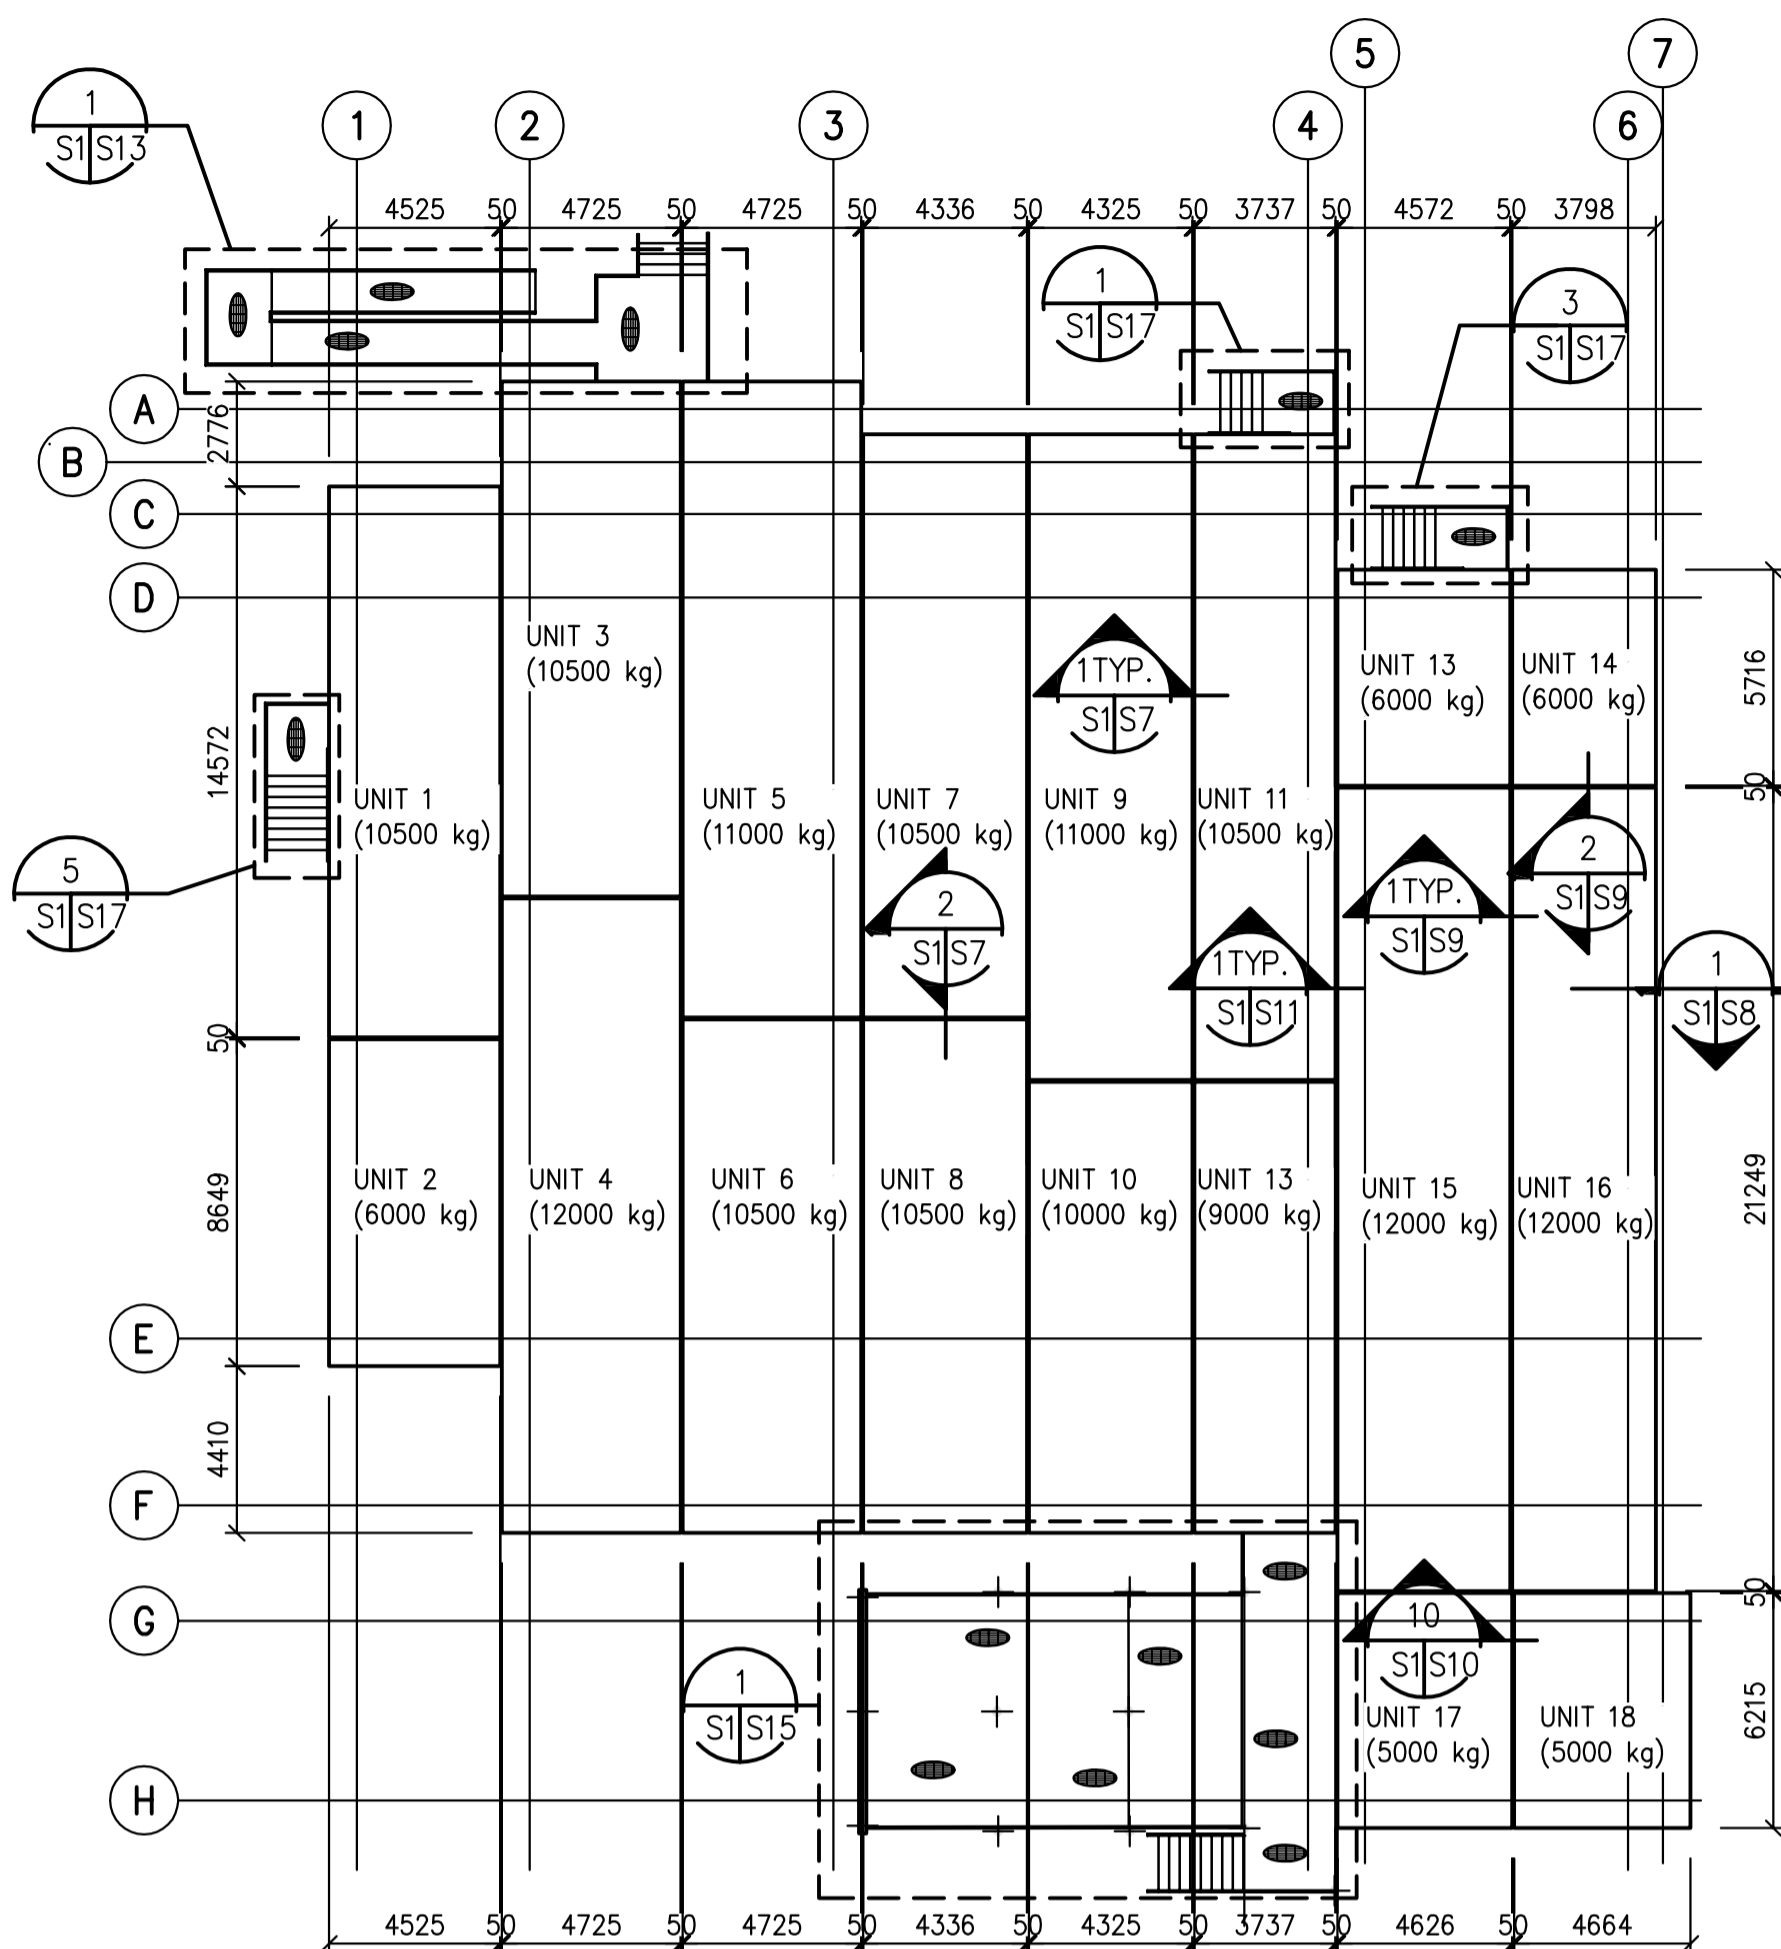 5 7
1 2 3 4 6
1
S1 S13
4525 50 4725 50 4725 50 4336 50 4325 50 3737 50 4572 50 3798
1
S1 S17
3
S1 S17
A
2776
B
C
D
UNIT 3
(10500 kg)
1TYP.
S1 S7
UNIT 13
(6000 kg)
UNIT 14
(6000 kg)
5716
14572
50
UNIT 1
(10500 kg)
UNIT 5
(11000 kg)
UNIT 7
(10500 kg)
UNIT 9
(11000 kg)
UNIT 11
(10500 kg)
5
S1 S17
2
S1 S7
1TYP.
S1 S11
1TYP.
S1 S9
2
S1 S9
1
S1 S8
50
8649
UNIT 2
(6000 kg)
UNIT 4
(12000 kg)
UNIT 6
(10500 kg)
UNIT 8
(10500 kg)
UNIT 10
(10000 kg)
UNIT 13
(9000 kg)
UNIT 15
(12000 kg)
UNIT 16
(12000 kg)
21249
E
4410
F
G
50
10
S1 S10
1
S1 S15
UNIT 17
(5000 kg)
UNIT 18
(5000 kg)
6215
H
4525 50 4725 50 4725 50 4336 50 4325 50 3737 50 4626 50 4664